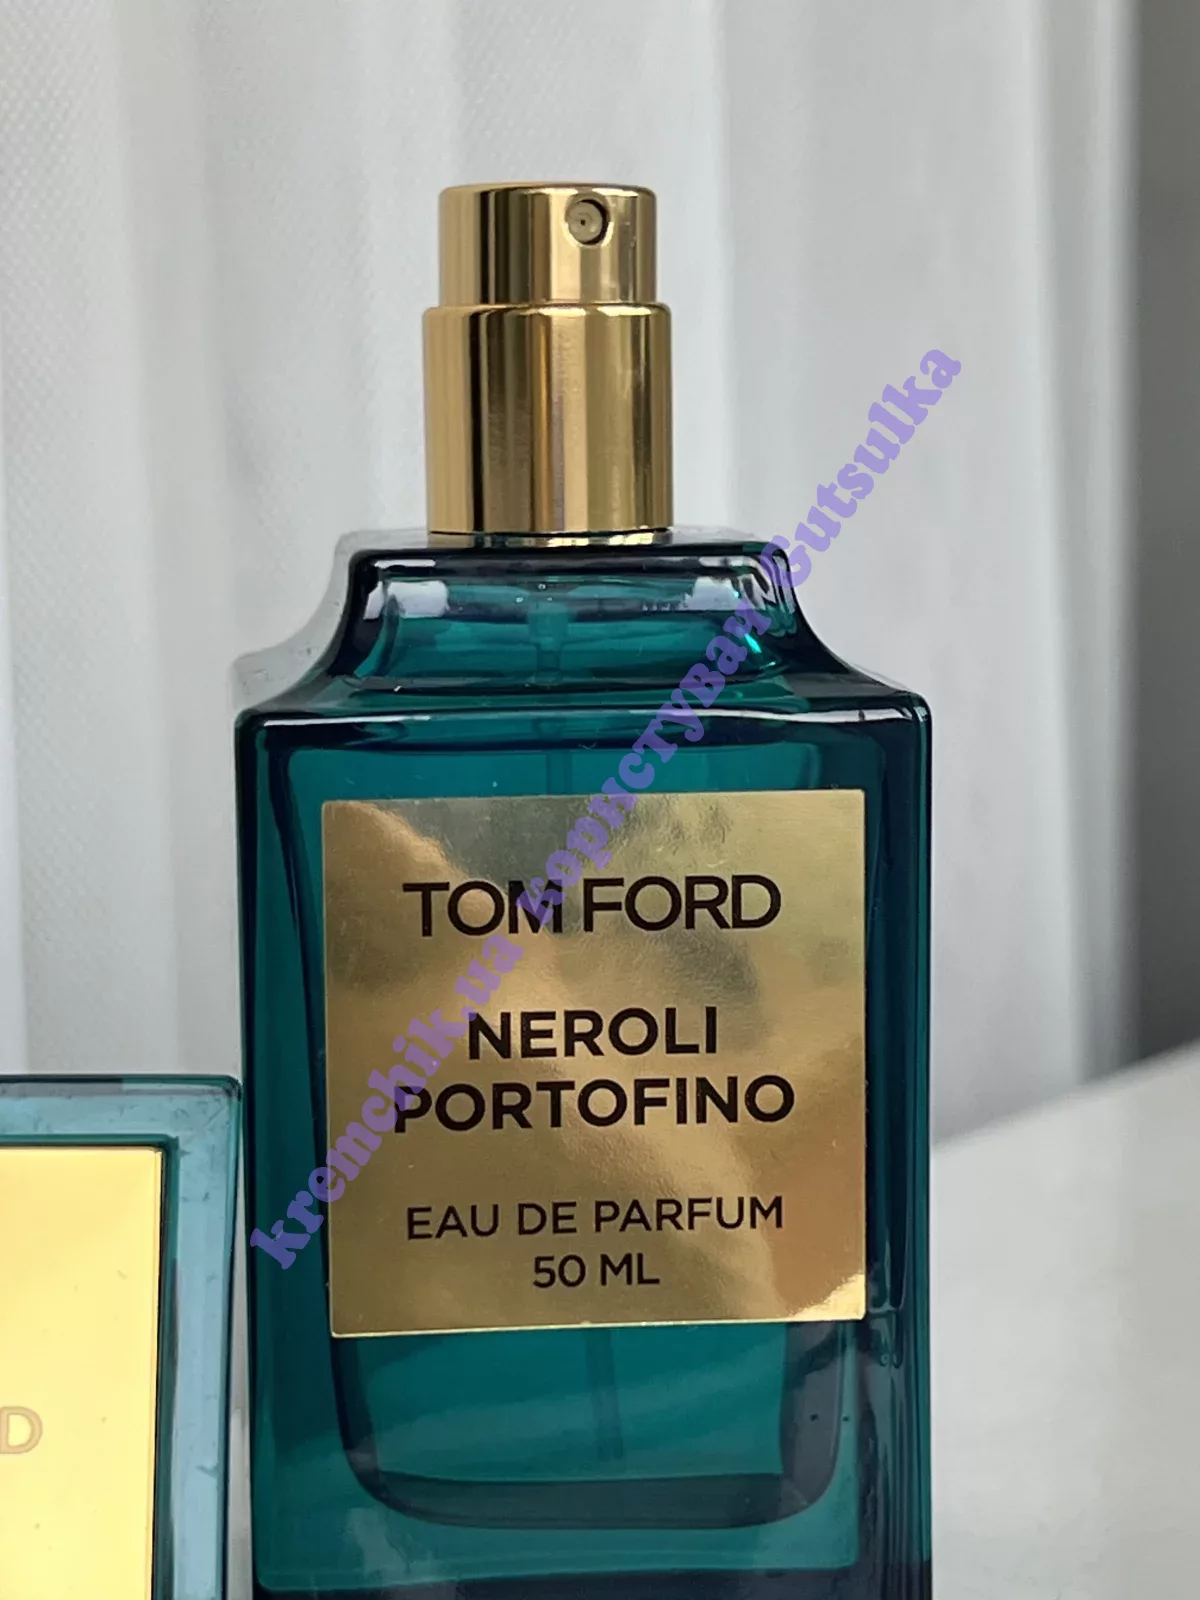 TOM FORD
NEROLI
PORTOFINO
EAU DE PARFUM
50 ML
D
kremchik.ua користувач Gutsulka